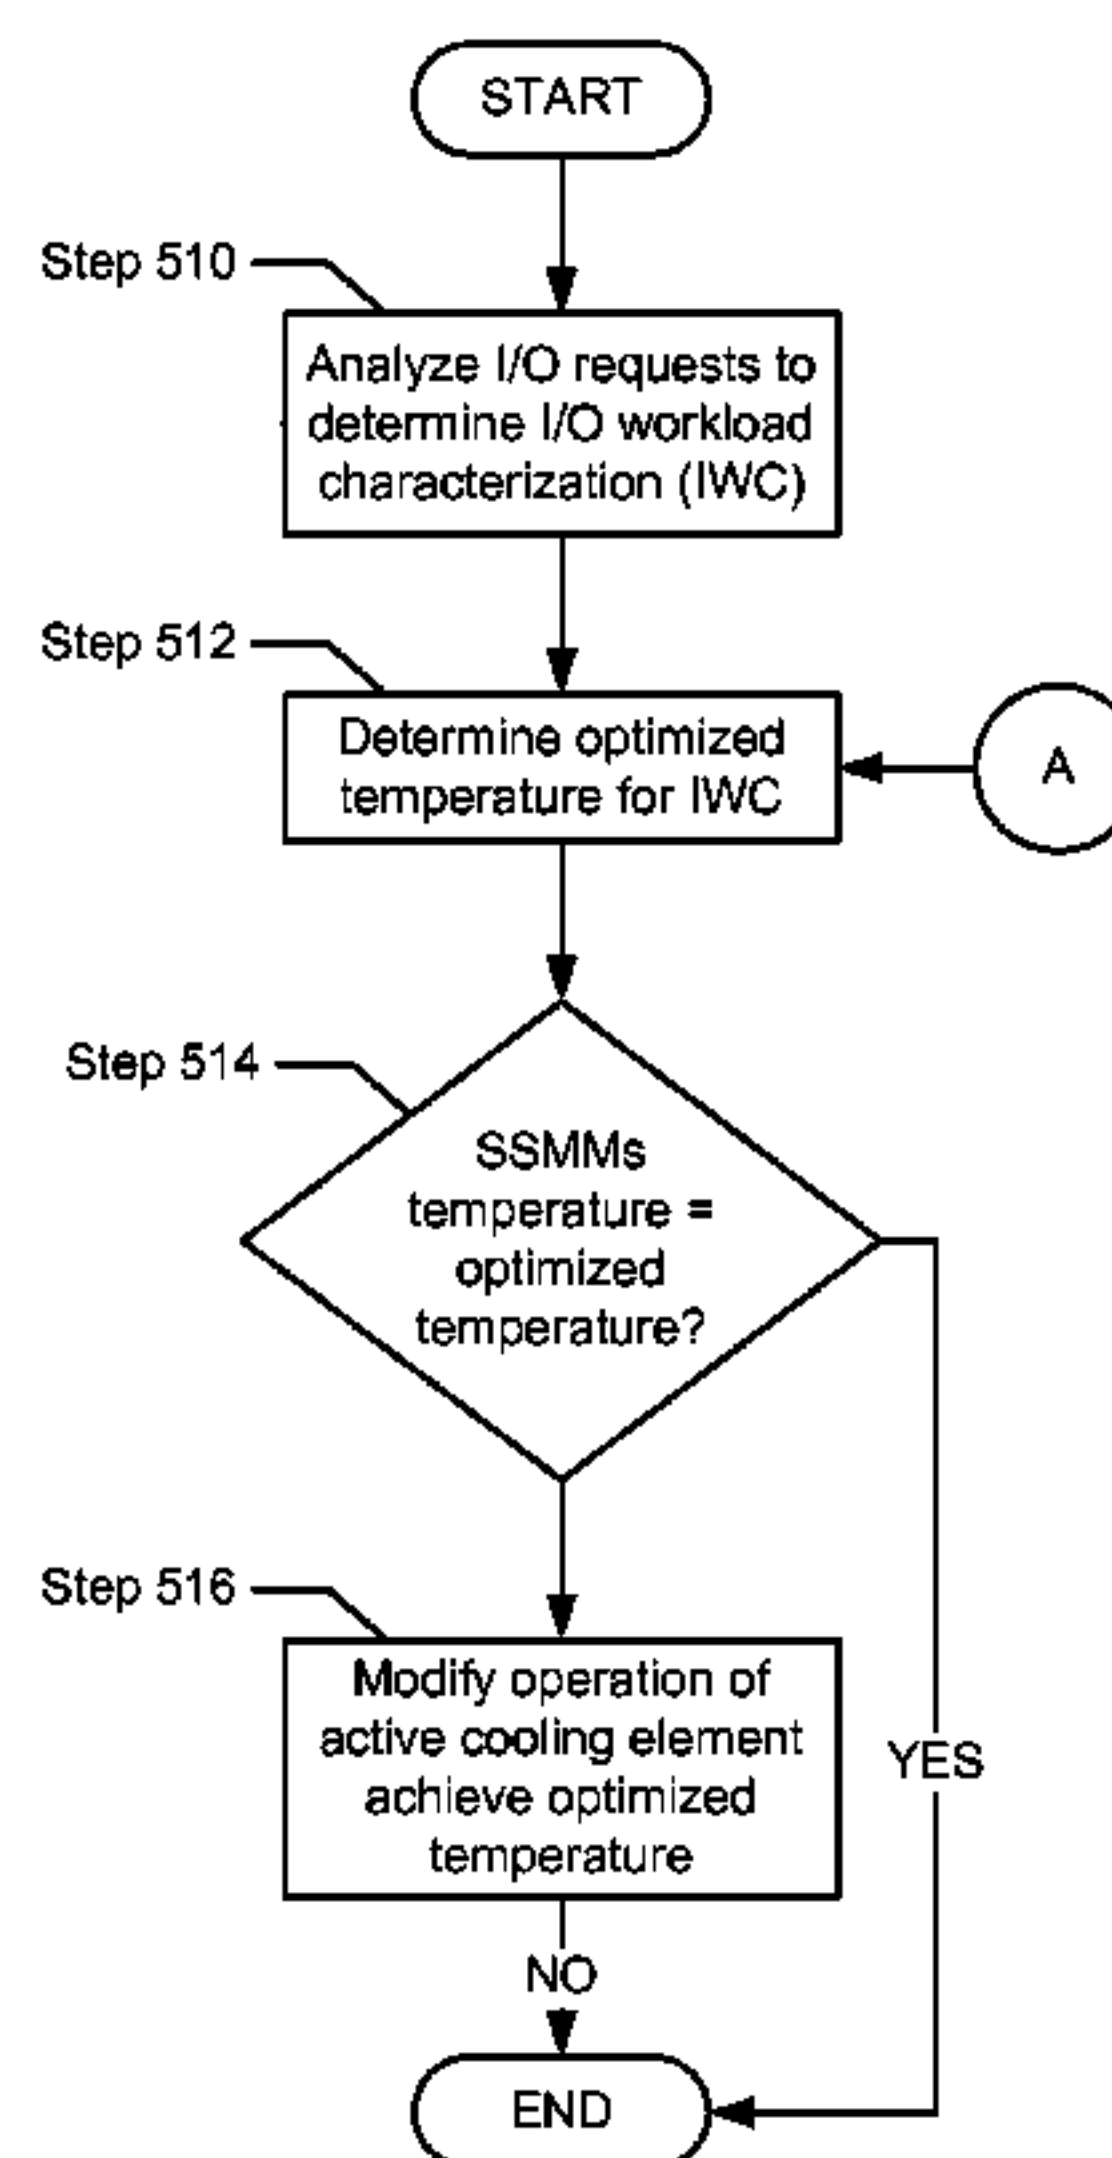 START
Step 510
Analyze I/O requests to
determine I/O workload
characterization (IWC)
Step 512
Determine optimized
temperature for IWC
A
Step 514
SSMMs
temperature =
optimized
temperature?
Step 516
Modify operation of
active cooling element
achieve optimized
temperature
YES
NO
END